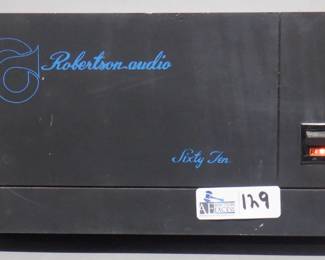 Robertson-audio
Sixty Ten
129